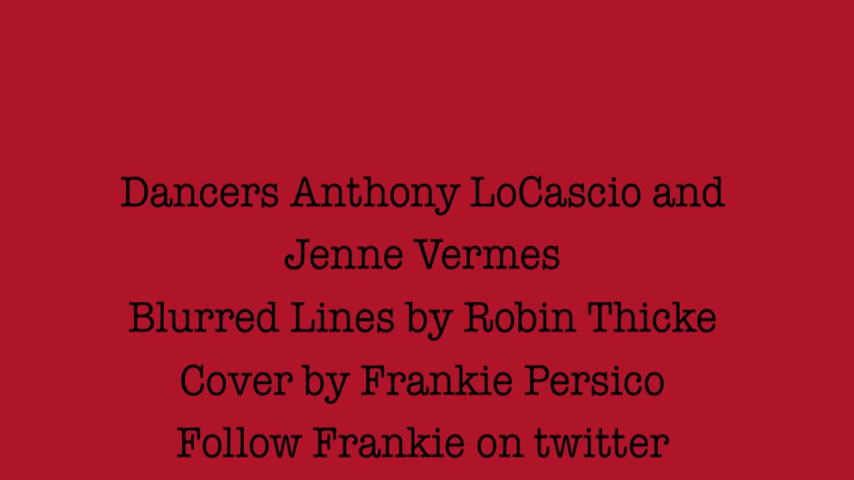 Dancers Anthony LoCascio and
Jenne Vermes
Blurred Lines by Robin Thicke
Cover by Frankie Persico
Follow Frankie on twitter